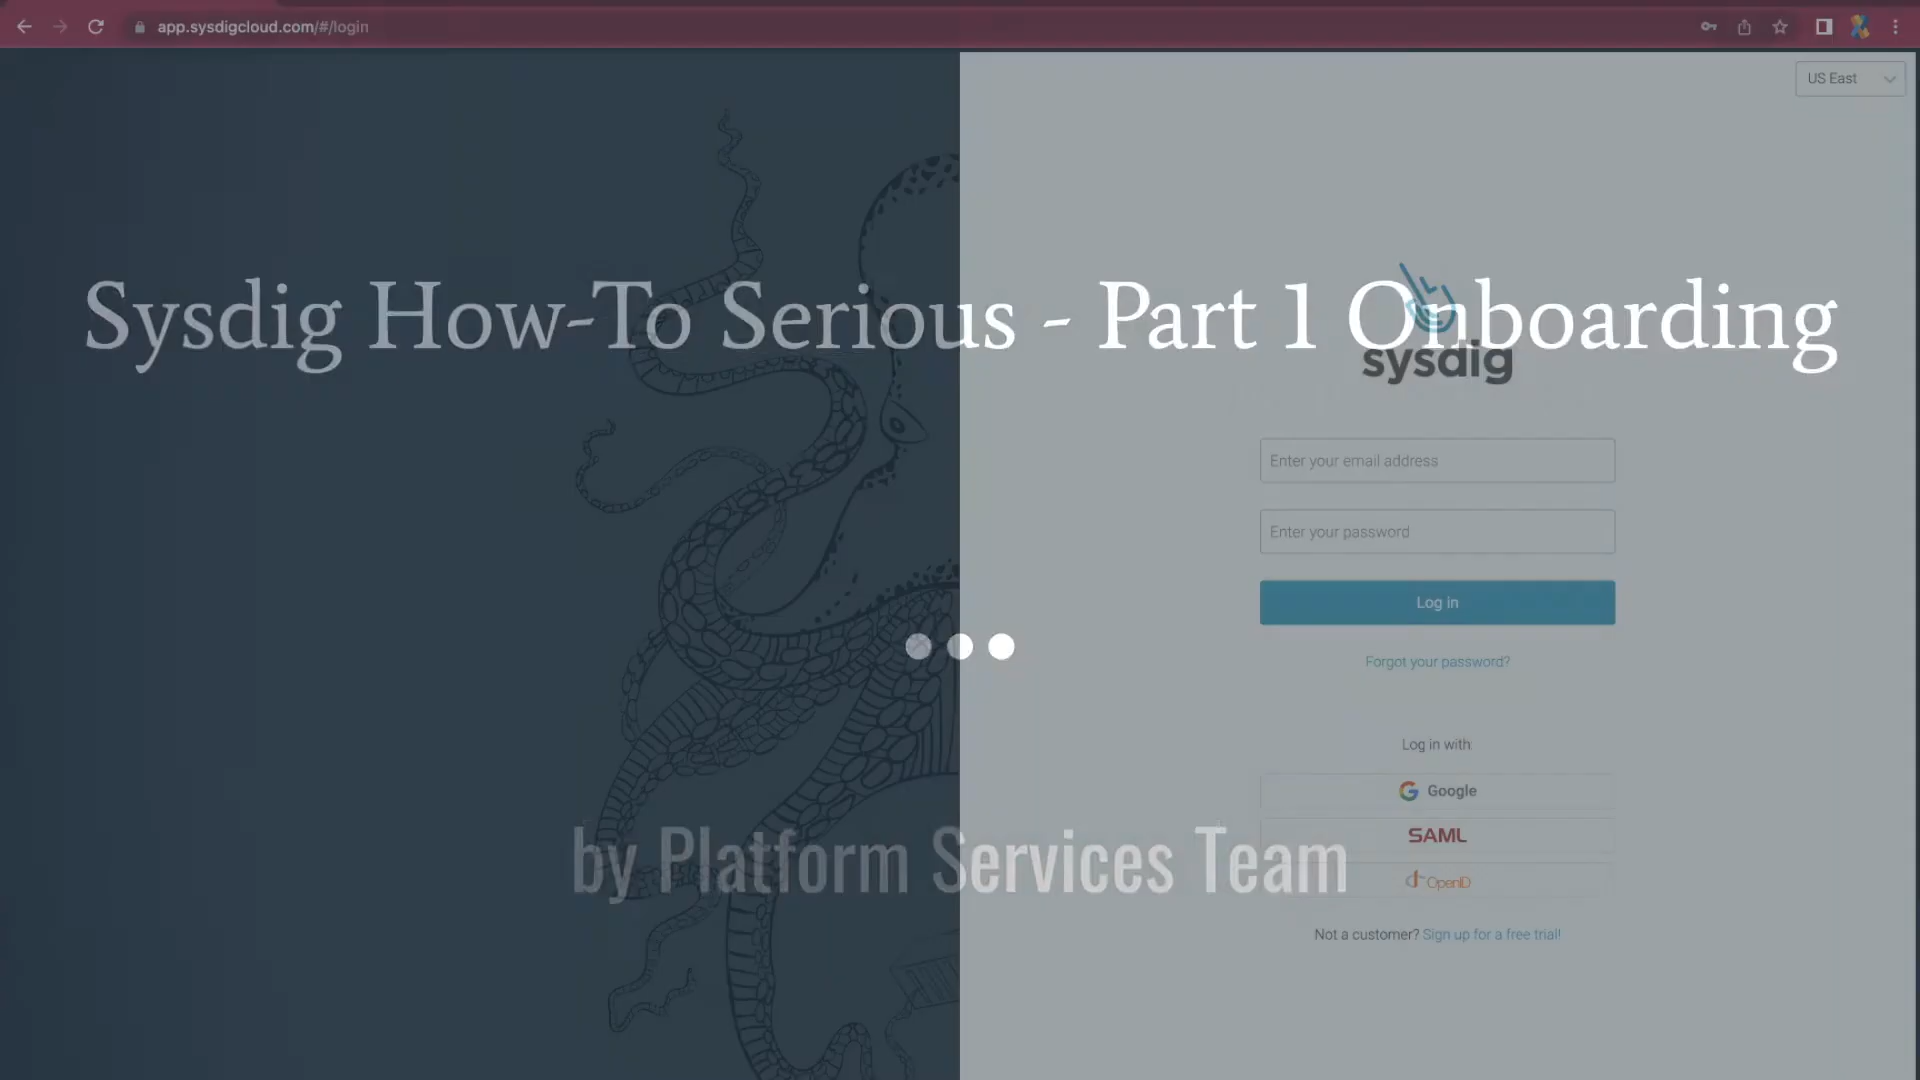 app.sysdigcloud.com/#/login
US East
Sysdig How-To Serious - Part 1 Onboarding
sysdig
Enter your email address
Enter your password
Log in
Forgot your password?
Log in with:
Google
SAML
OpenID
by Platform Services Team
Not a customer? Sign up for a free trial!